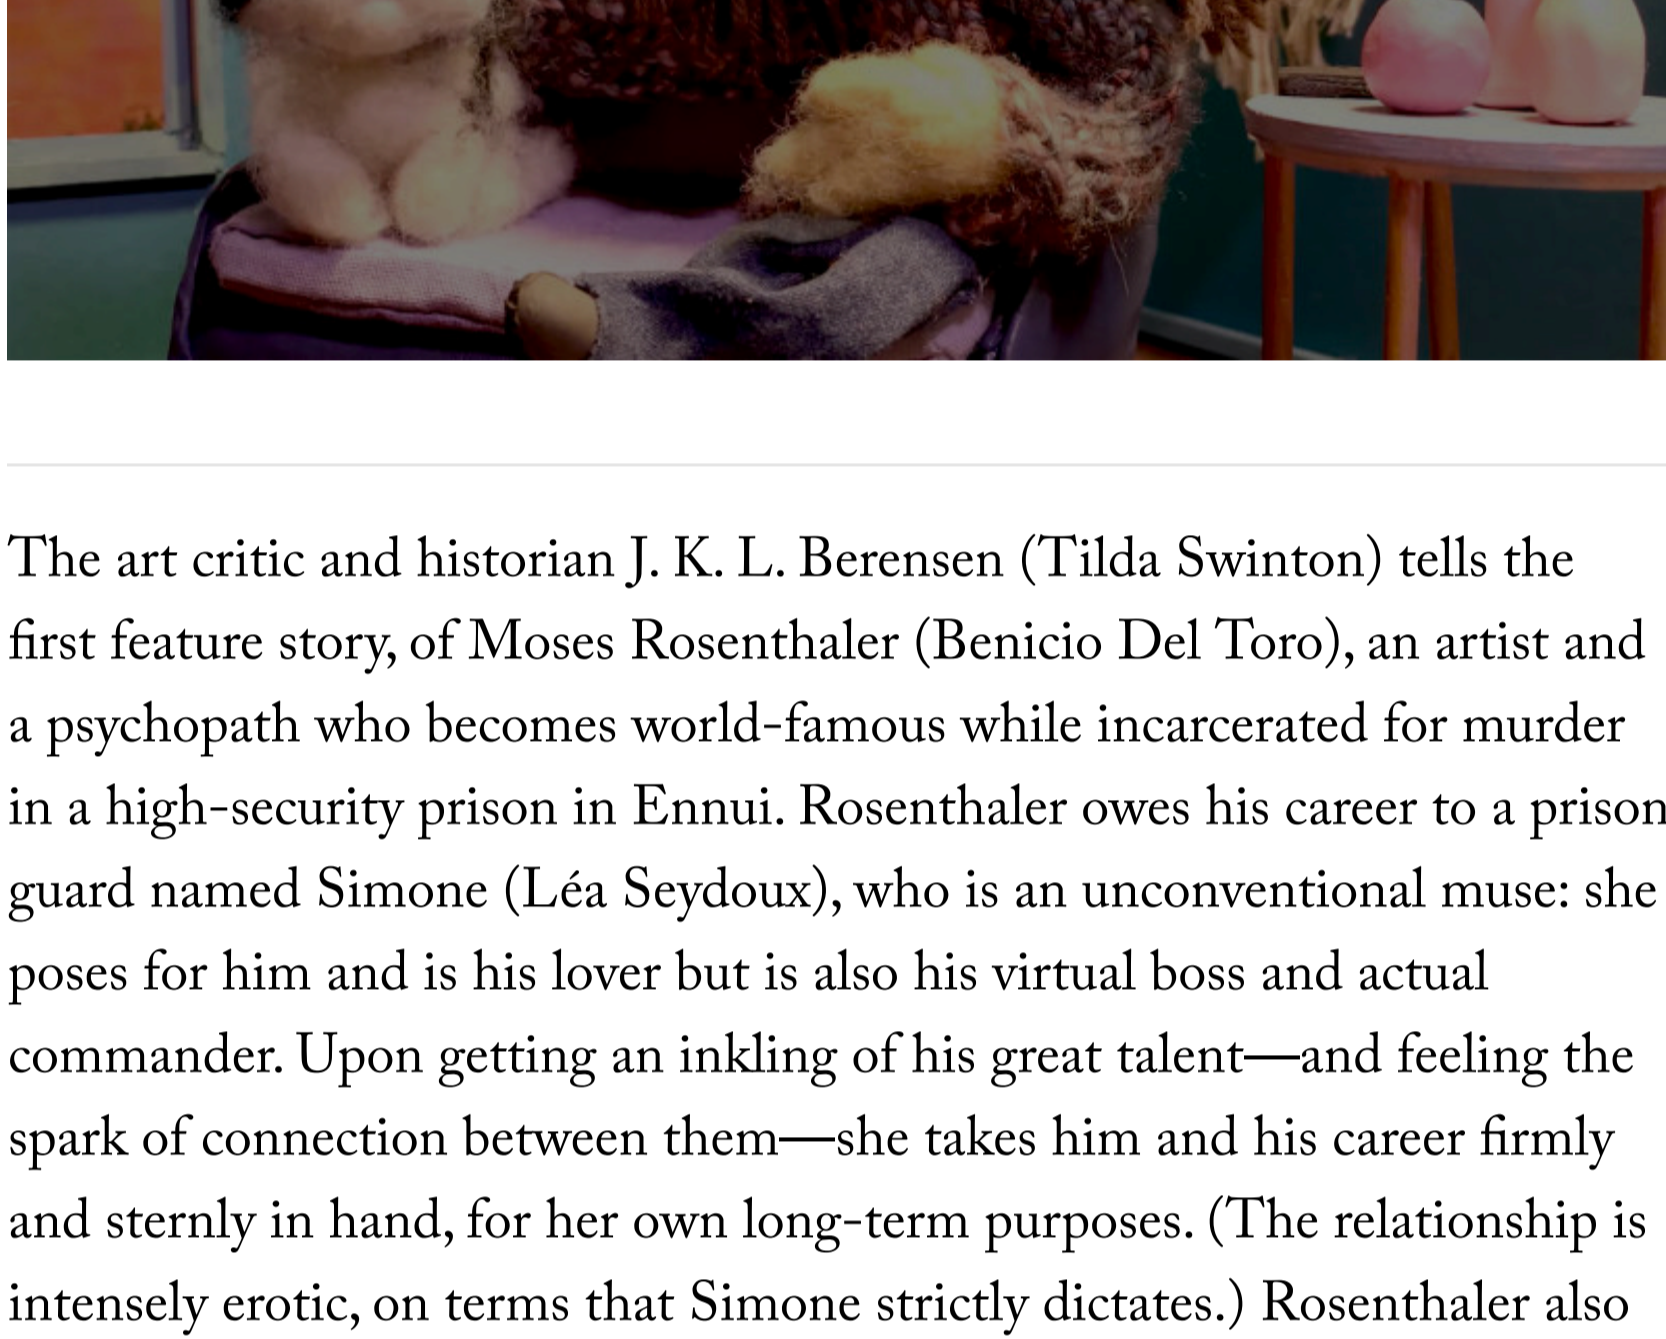 The art critic and historian J. K. L. Berensen (Tilda Swinton) tells the
first feature story, of Moses Rosenthaler (Benicio Del Toro), an artist and
a psychopath who becomes world-famous while incarcerated for murder
in a high-security prison in Ennui. Rosenthaler owes his career to a prison
guard named Simone (Léa Seydoux), who is an unconventional muse: she
poses for him and is his lover but is also his virtual boss and actual
commander. Upon getting an inkling of his great talent—and feeling the
spark of connection between them—she takes him and his career firmly
and sternly in hand, for her own long-term purposes. (The relationship is
intensely erotic, on terms that Simone strictly dictates.) Rosenthaler also